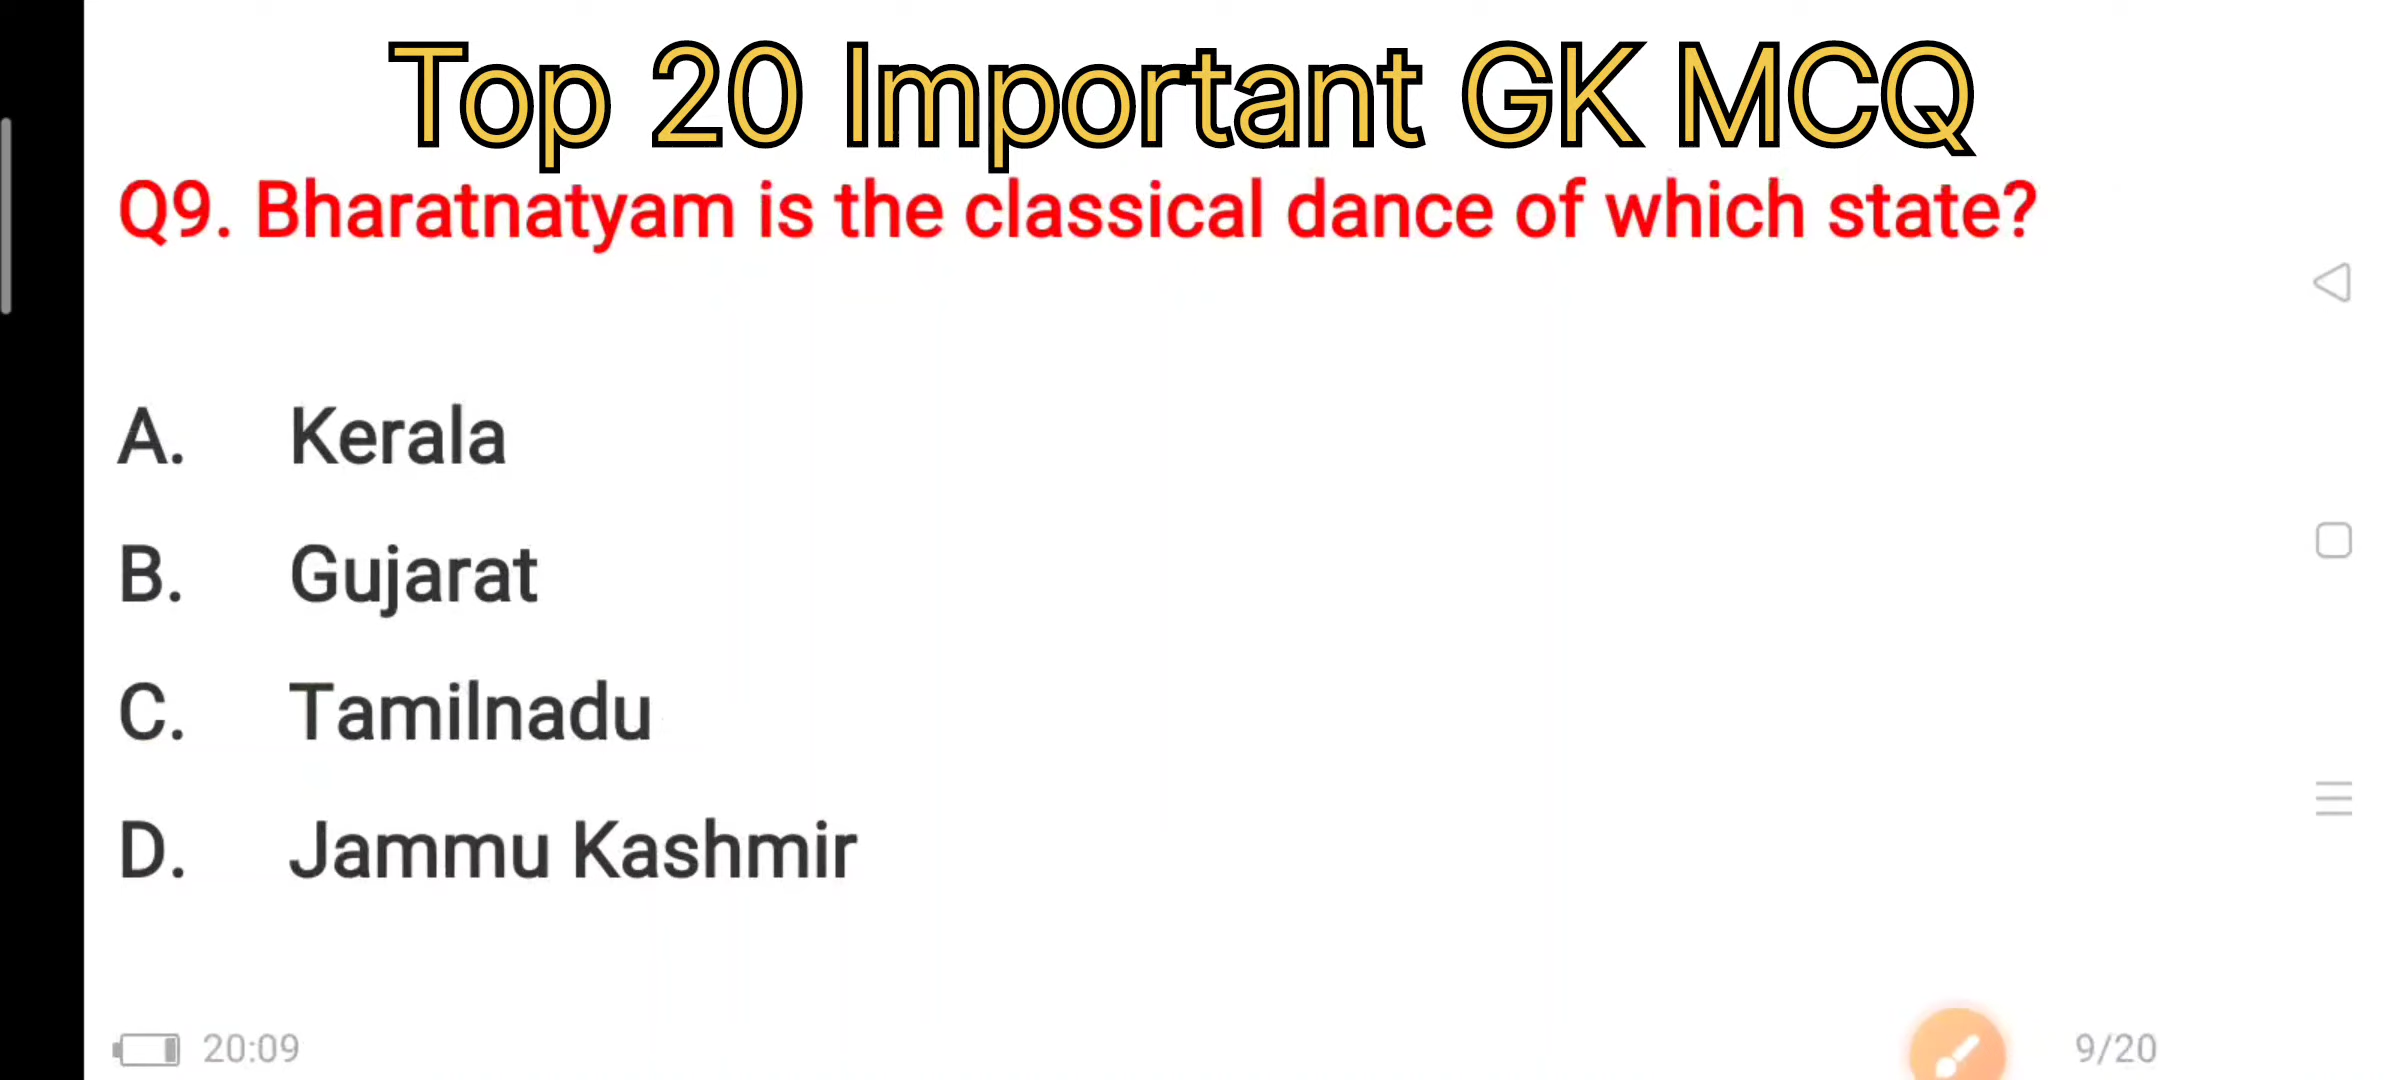 Top 20 Important GK MCQ
Q9. Bharatnatyam is the classical dance of which state?
A. Kerala
B. Gujarat
C. Tamilnadu
D. Jammu Kashmir
20:09
9/20